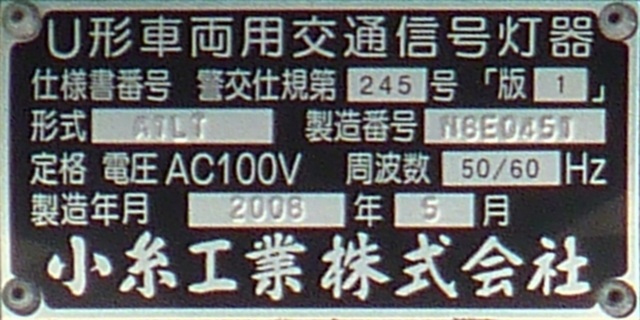 U形車両用交通信号灯器
仕様書番号 警交仕規第 245 号 「版 1 」
形式 A1LT 製造番号
定格 電圧 AC100V 周波数 50/60 Hz
製造年月 2008 年 5 月
小糸工業株式会社